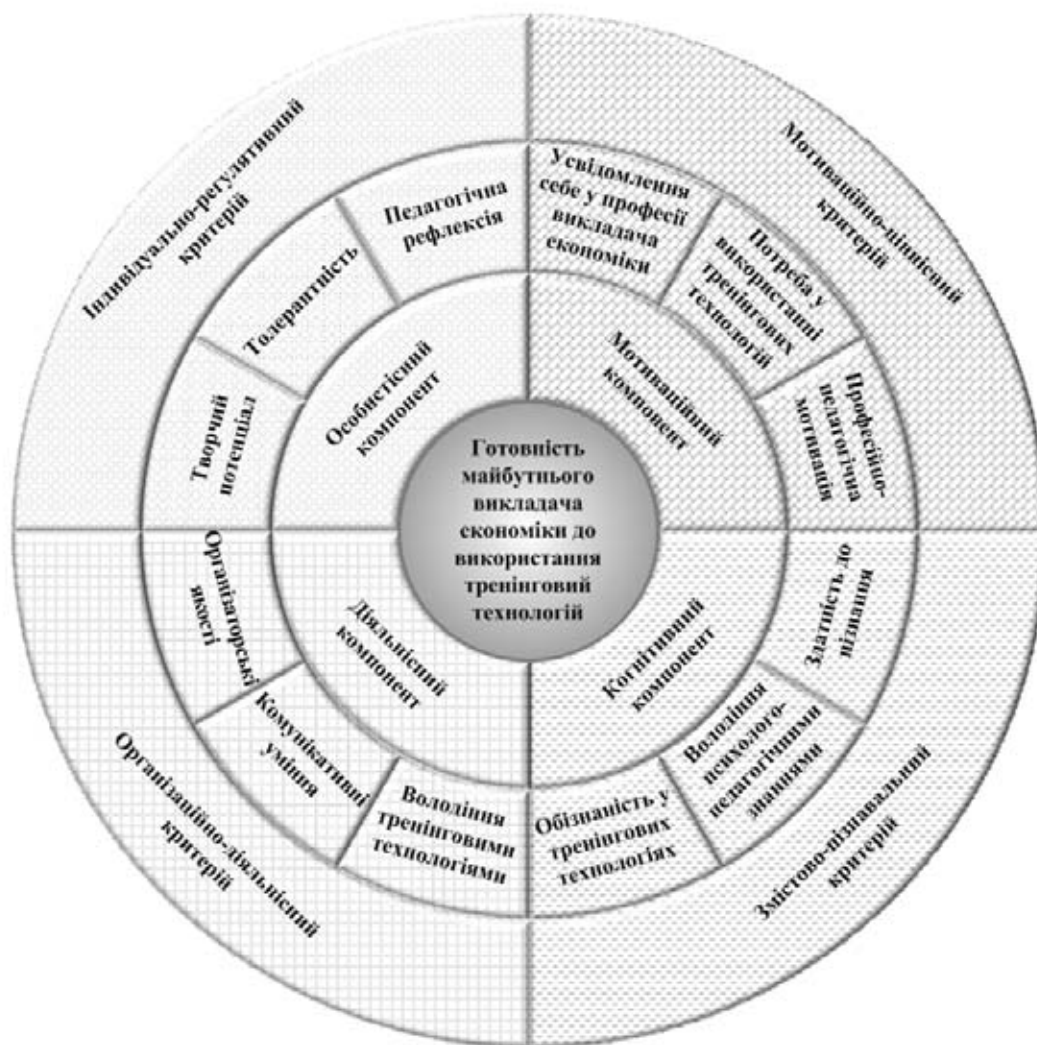 Індивідуально-регулятивний
критерій
Мотиваційно-ціннісний
критерій
Педагогічна
рефлексія
Усвідомлення
себе у професії
викладача
економіки
Толерантність
Потреба у
використанні
тренінгових
технологій
Творчий
потенціал
Професійно-
педагогічна
мотивація
Особистісний
компонент
Мотиваційний
компонент
Готовність
майбутнього
викладача
економіки до
використання
тренінговий
технологій
Діяльнісний
компонент
Когнітивний
компонент
Організаторські
якості
Здатність до
пізнання
Комунікативні
уміння
Володіння
психолого-
педагогічними
знаннями
Володіння
тренінговими
технологіями
Обізнаність у
тренінгових
технологіях
Організаційно-діяльнісний
критерій
Змістово-пізнавальний
критерій